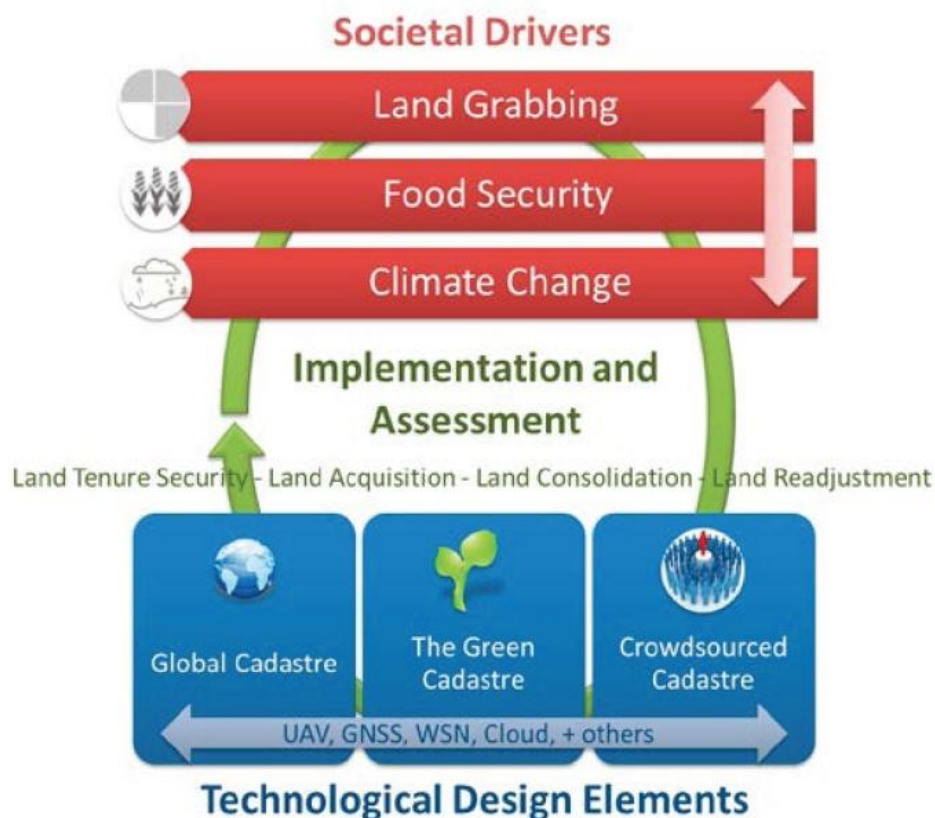 Societal Drivers
Land Grabbing
Food Security
Climate Change
Implementation and
Assessment
Land Tenure Security - Land Acquisition - Land Consolidation - Land Readjustment
Global Cadastre
The Green
Cadastre
Crowdsourced
Cadastre
UAV, GNSS, WSN, Cloud, + others
Technological Design Elements